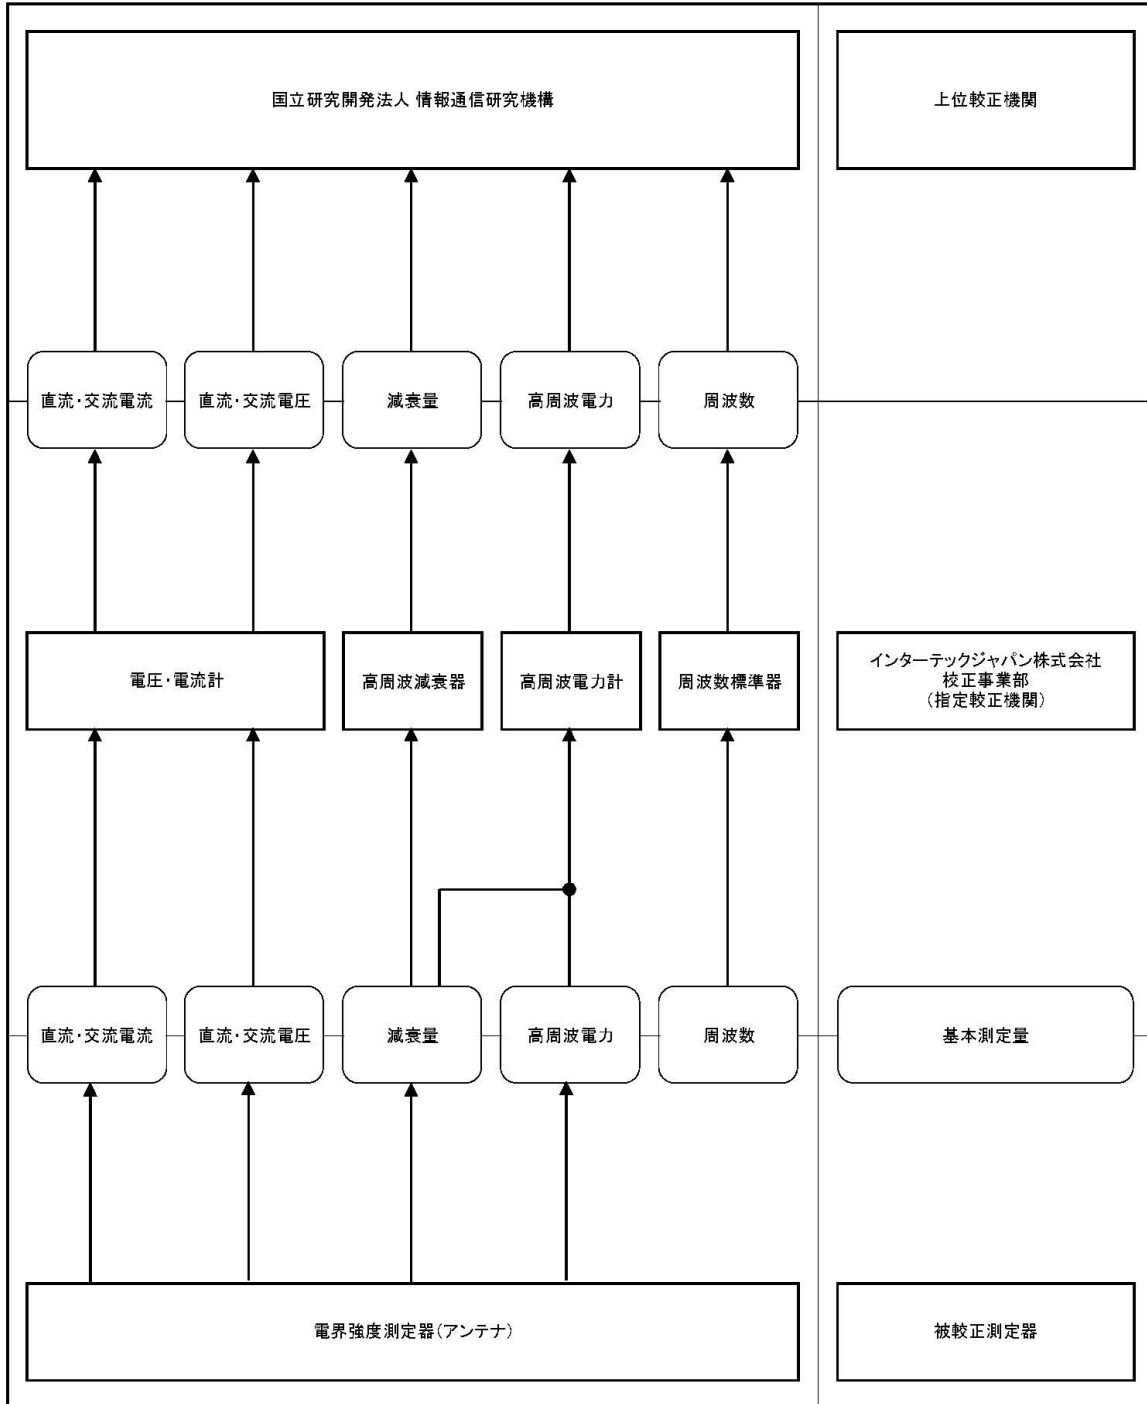 国立研究開発法人 情報通信研究機構
上位較正機関
直流・交流電流
直流・交流電圧
減衰量
高周波電力
周波数
電圧・電流計
高周波減衰器
高周波電力計
周波数標準器
インターテックジャパン株式会社
校正事業部
(指定較正機関)
直流・交流電流
直流・交流電圧
減衰量
高周波電力
周波数
基本測定量
電界強度測定器(アンテナ)
被較正測定器